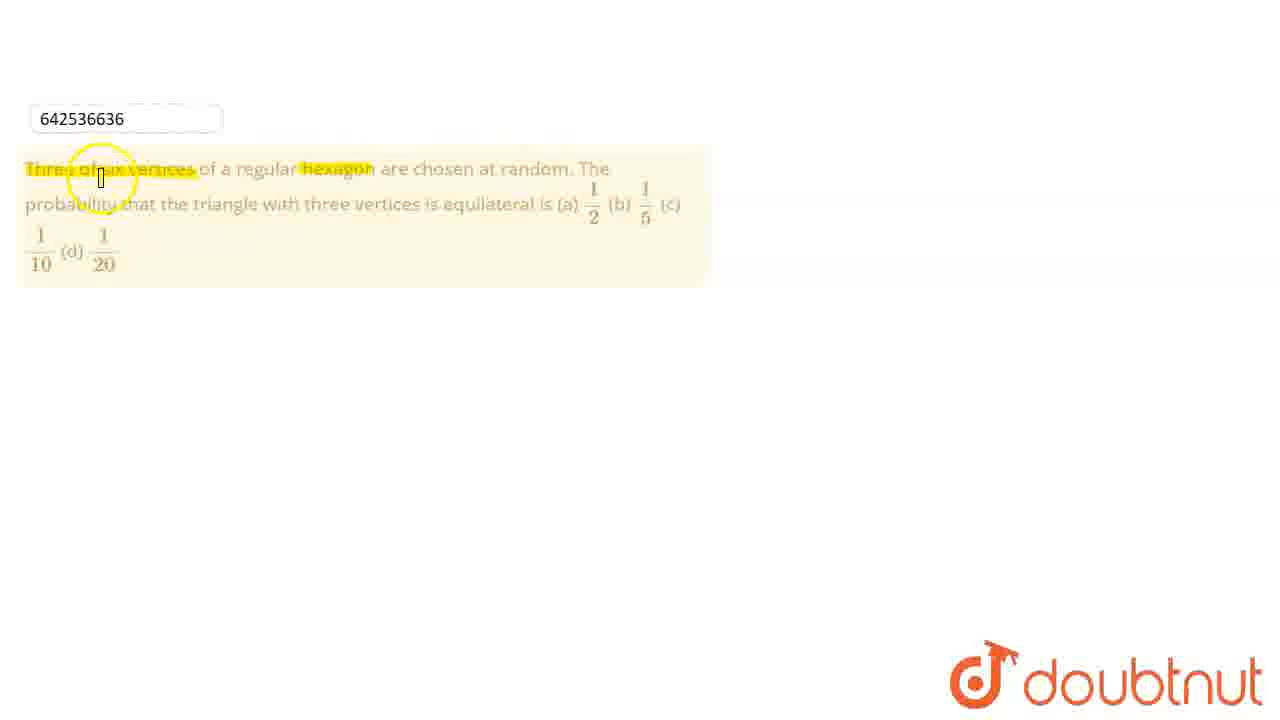 642536636
Three of six vertices of a regular hexagon are chosen at random. The
probability that the triangle with three vertices is equilateral is (a) 1/2 (b) 1/5 (c)
1/10 (d) 1/20
doubtnut